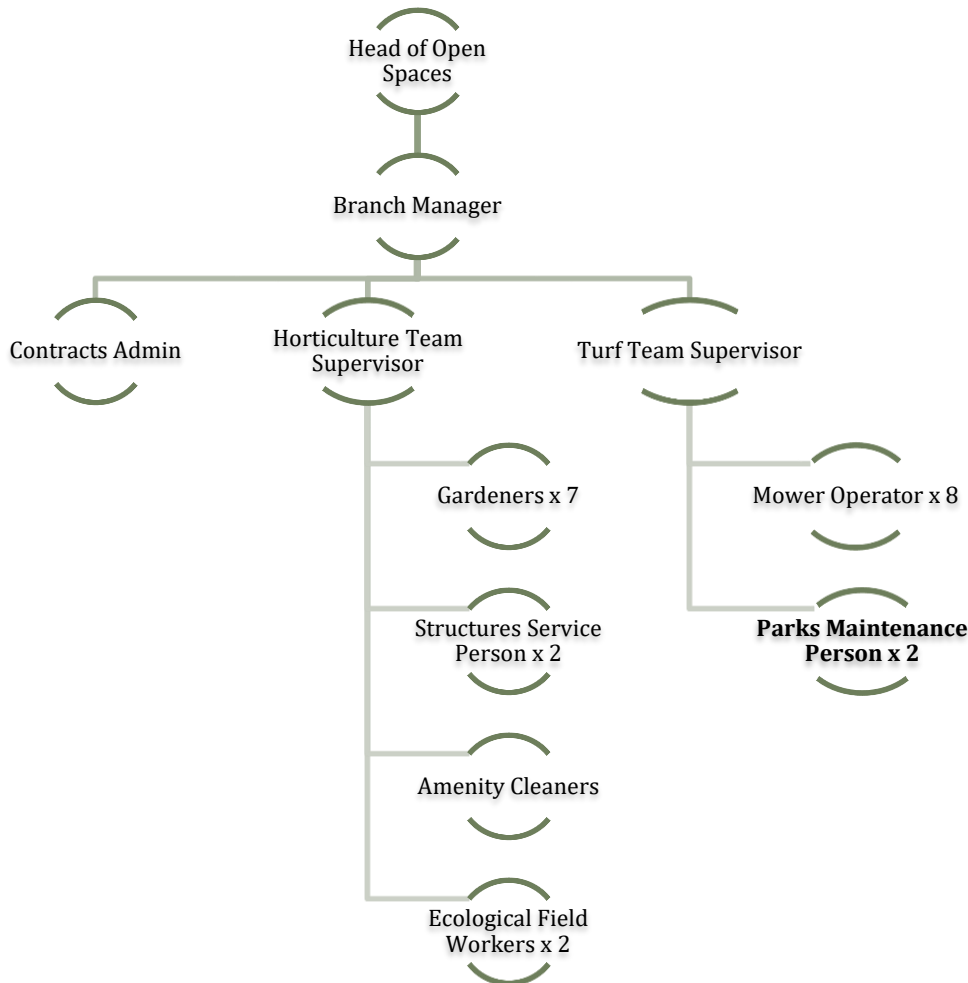 Head of Open
Spaces
Branch Manager
Contracts Admin
Horticulture Team
Supervisor
Turf Team Supervisor
Gardeners x 7
Structures Service
Person x 2
Amenity Cleaners
Ecological Field
Workers x 2
Mower Operator x 8
Parks Maintenance
Person x 2